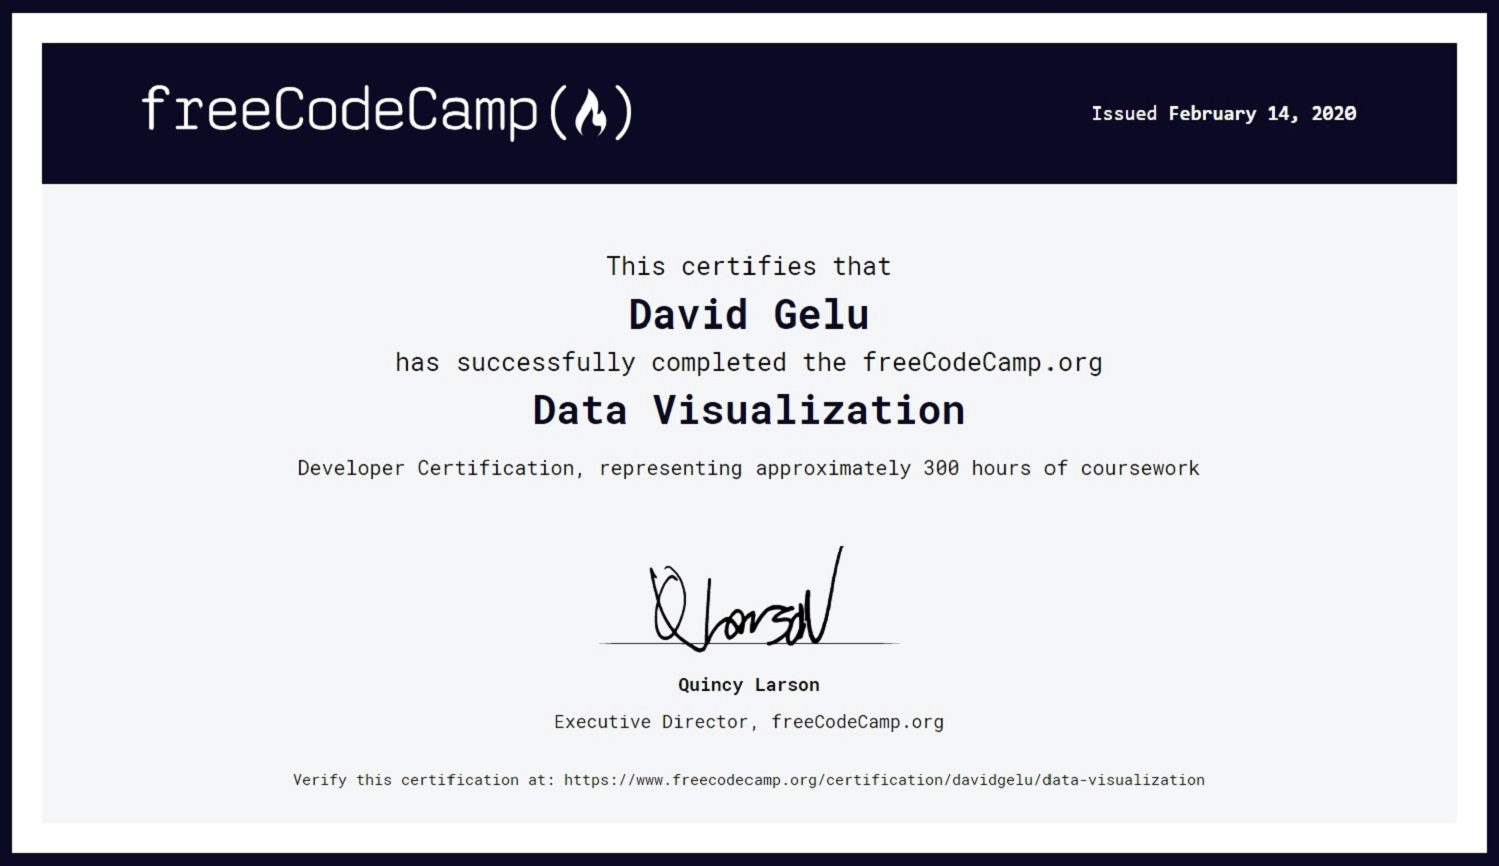 freeCodeCamp(🔥)
Issued February 14, 2020
This certifies that
David Gelu
has successfully completed the freeCodeCamp.org
Data Visualization
Developer Certification, representing approximately 300 hours of coursework
Q Larson
Quincy Larson
Executive Director, freeCodeCamp.org
Verify this certification at: https://www.freecodecamp.org/certification/davidgelu/data-visualization